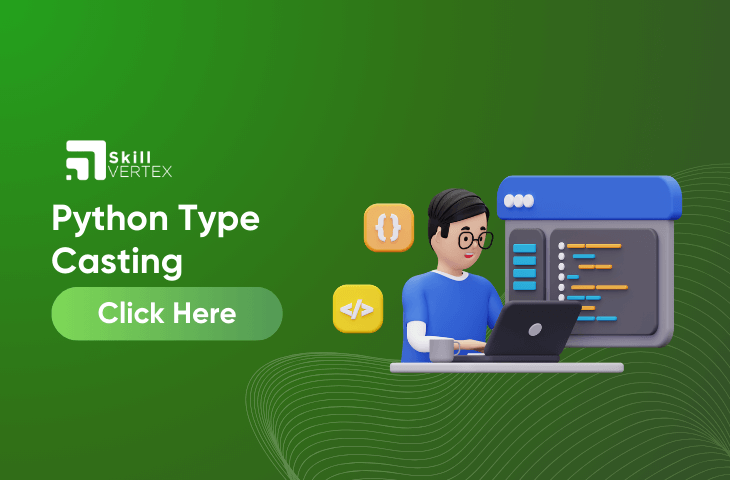 Skill
VERTEX
Python Type
Casting
Click Here
{}
</>